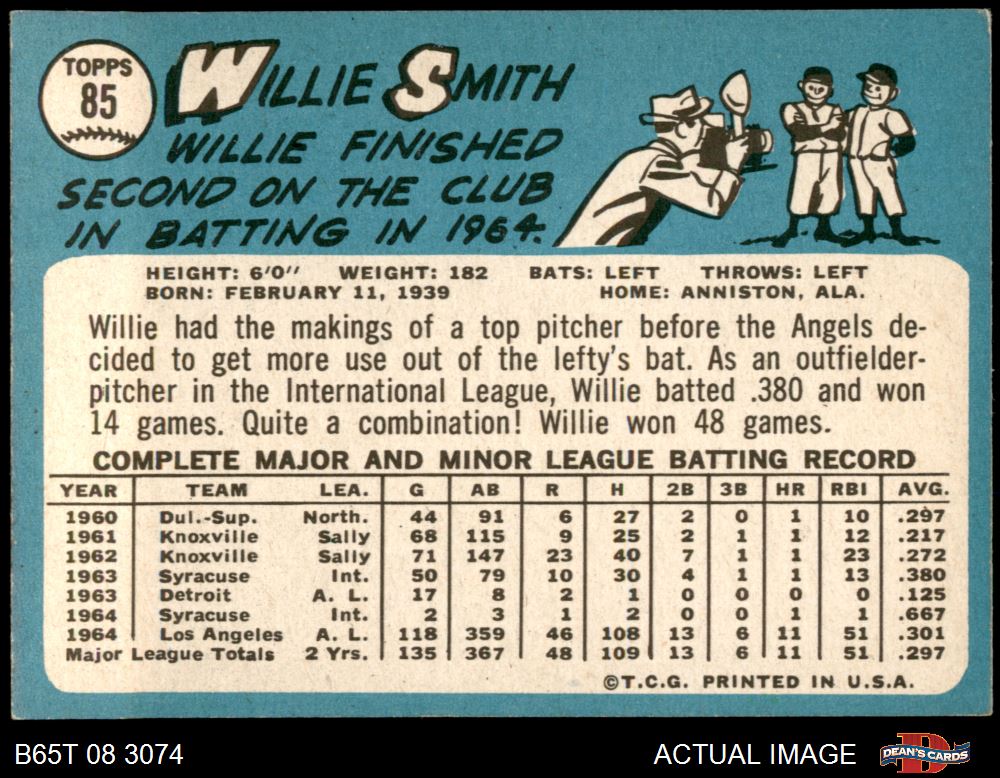 TOPPS
85
WILLIE SMITH
WILLIE FINISHED
SECOND ON THE CLUB
IN BATTING IN 1964.
HEIGHT: 6'0" WEIGHT: 182 BATS: LEFT THROWS: LEFT
BORN: FEBRUARY 11, 1939 HOME: ANNISTON, ALA.
Willie had the makings of a top pitcher before the Angels de-
cided to get more use out of the lefty's bat. As an outfielder-
pitcher in the International League, Willie batted .380 and won
14 games. Quite a combination! Willie won 48 games.
COMPLETE MAJOR AND MINOR LEAGUE BATTING RECORD
YEAR TEAM LEA. G AB R H 2B 3B HR RBI AVG.
1960 Dul.-Sup. North. 44 91 6 27 2 0 1 10 .297
1961 Knoxville Sally 68 115 9 25 2 1 1 12 .217
1962 Knoxville Sally 71 147 23 40 7 1 1 23 .272
1963 Syracuse Int. 50 79 10 30 4 1 1 13 .380
1963 Detroit A. L. 17 8 2 1 0 0 0 0 .125
1964 Syracuse Int. 2 3 1 2 0 0 1 1 .667
1964 Los Angeles A. L. 118 359 46 108 13 6 11 51 .301
Major League Totals 2 Yrs. 135 367 48 109 13 6 11 51 .297
©T.C.G. PRINTED IN U.S.A.
B65T 08 3074 ACTUAL IMAGE DEAN'S CARDS